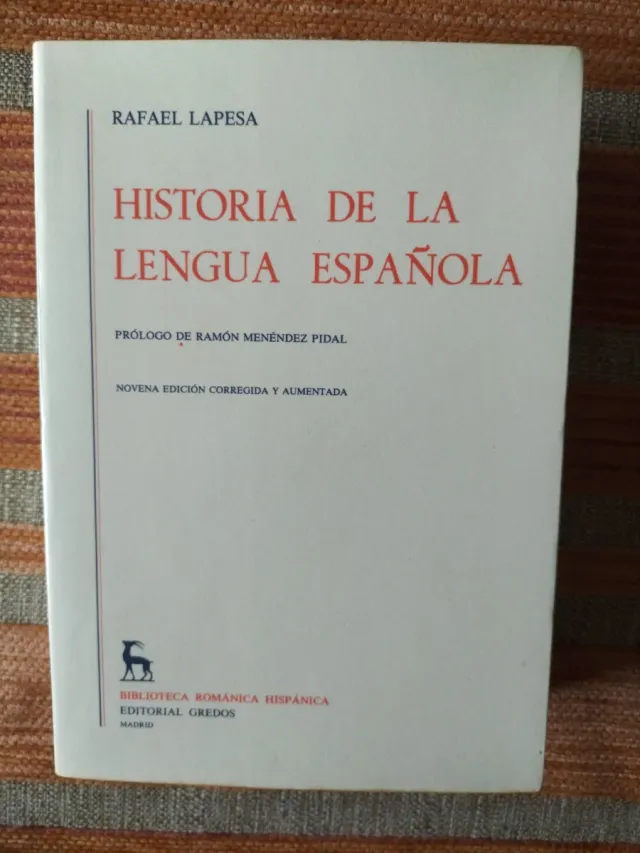 RAFAEL LAPESA
HISTORIA DE LA
LENGUA ESPAÑOLA
PRÓLOGO DE RAMÓN MENÉNDEZ PIDAL
NOVENA EDICIÓN CORREGIDA Y AUMENTADA
BIBLIOTECA ROMÁNICA HISPÁNICA
EDITORIAL GREDOS
MADRID